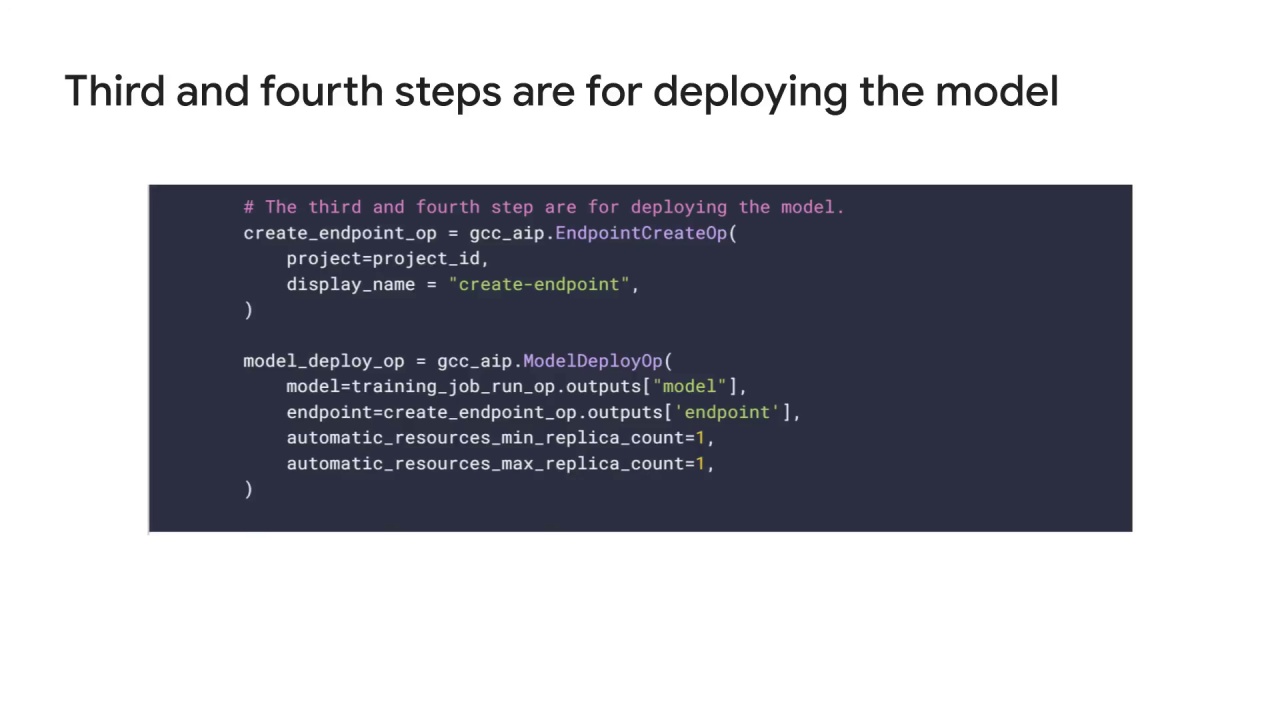 Third and fourth steps are for deploying the model
# The third and fourth step are for deploying the model.
create_endpoint_op = gcc_aip.EndpointCreateOp(
project=project_id,
display_name = "create-endpoint",
)
model_deploy_op = gcc_aip.ModelDeployOp(
model=training_job_run_op.outputs["model"],
endpoint=create_endpoint_op.outputs['endpoint'],
automatic_resources_min_replica_count=1,
automatic_resources_max_replica_count=1,
)